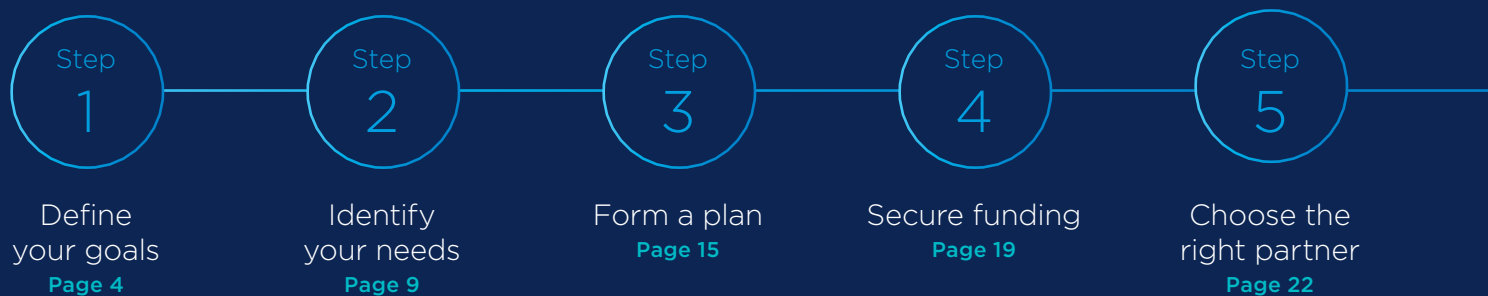 Step
1
Define
your goals
Page 4
Step
2
Identify
your needs
Page 9
Step
3
Form a plan
Page 15
Step
4
Secure funding
Page 19
Step
5
Choose the
right partner
Page 22